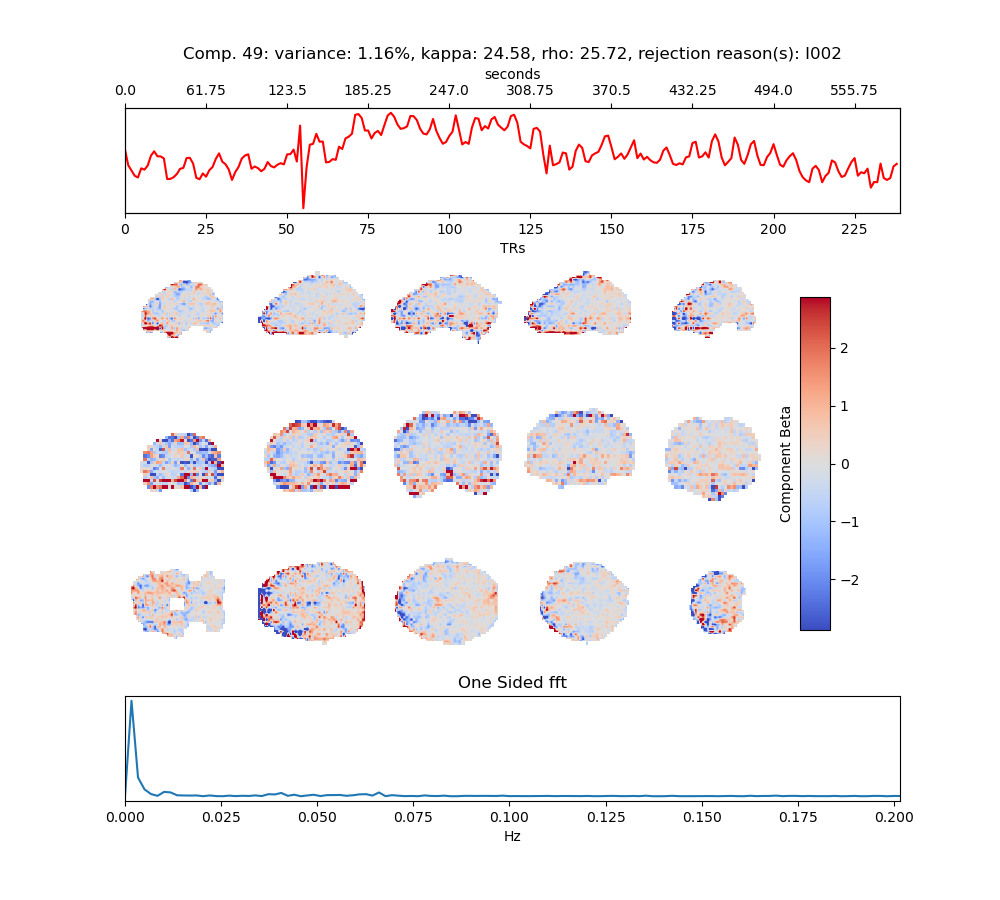 Comp. 49: variance: 1.16%, kappa: 24.58, rho: 25.72, rejection reason(s): I002
seconds
0.0 61.75 123.5 185.25 247.0 308.75 370.5 432.25 494.0 555.75
0 25 50 75 100 125 150 175 200 225
TRs
2
1
0
−1
−2
Component Beta
One Sided fft
0.000 0.025 0.050 0.075 0.100 0.125 0.150 0.175 0.200
Hz